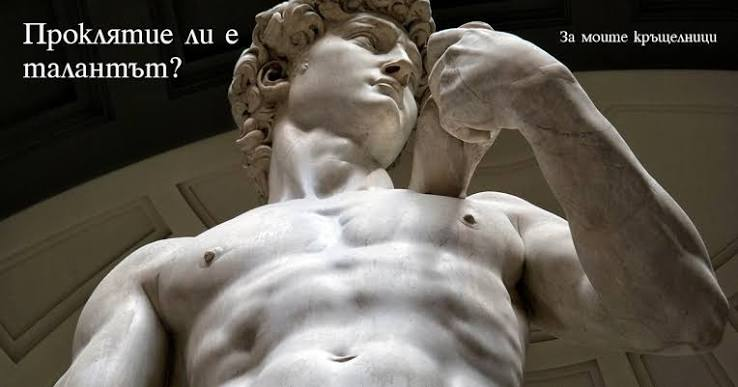 Проклятие ли е
талантът?
За моите кръщелници